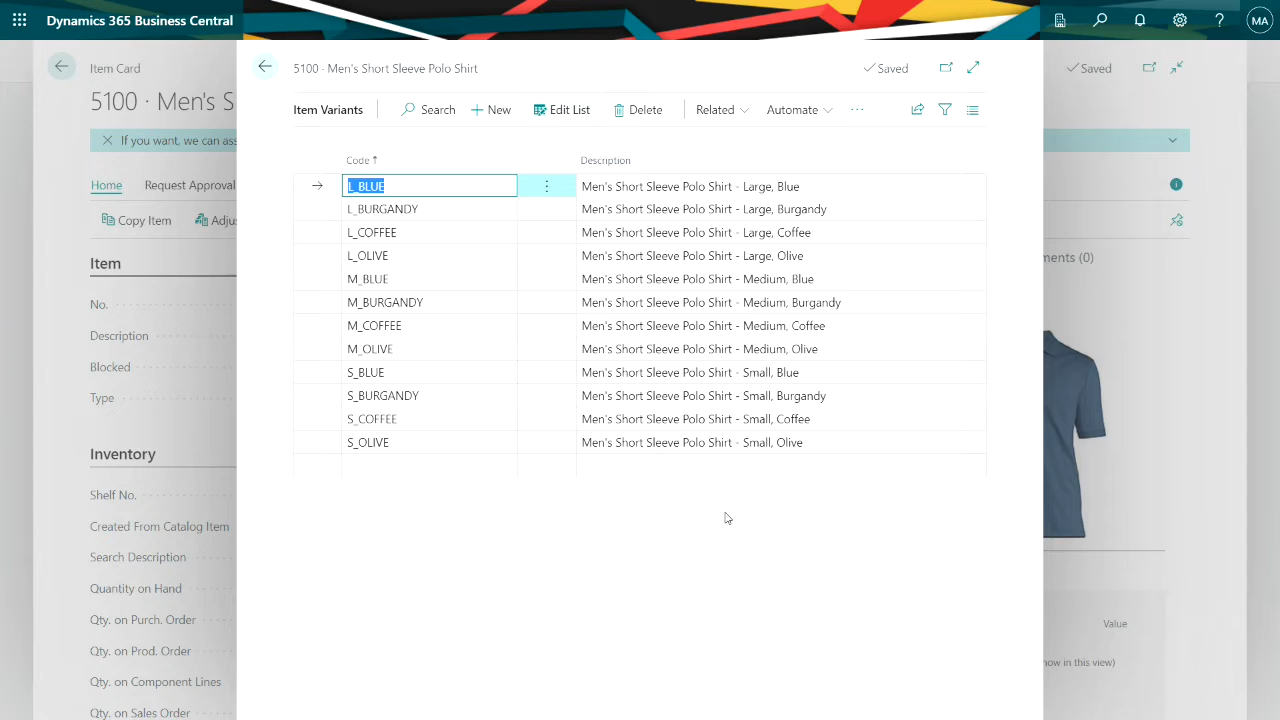 Dynamics 365 Business Central
MA
Item Card
Saved
5100 · Men's S
If you want, we can ass
Home
Request Approval
Copy Item
Adjus
Item
No.
Description
Blocked
Type
Inventory
Shelf No.
Created From Catalog Item
Search Description
Quantity on Hand
Qty. on Purch. Order
Qty. on Prod. Order
Qty. on Component Lines
Qty. on Sales Order
5100 · Men's Short Sleeve Polo Shirt
Saved
Item Variants
Search
New
Edit List
Delete
Related
Automate
Code ↑ Description
L_BLUE Men's Short Sleeve Polo Shirt - Large, Blue
L_BURGANDY Men's Short Sleeve Polo Shirt - Large, Burgandy
L_COFFEE Men's Short Sleeve Polo Shirt - Large, Coffee
L_OLIVE Men's Short Sleeve Polo Shirt - Large, Olive
M_BLUE Men's Short Sleeve Polo Shirt - Medium, Blue
M_BURGANDY Men's Short Sleeve Polo Shirt - Medium, Burgandy
M_COFFEE Men's Short Sleeve Polo Shirt - Medium, Coffee
M_OLIVE Men's Short Sleeve Polo Shirt - Medium, Olive
S_BLUE Men's Short Sleeve Polo Shirt - Small, Blue
S_BURGANDY Men's Short Sleeve Polo Shirt - Small, Burgandy
S_COFFEE Men's Short Sleeve Polo Shirt - Small, Coffee
S_OLIVE Men's Short Sleeve Polo Shirt - Small, Olive
ments (0)
Value
how in this view)